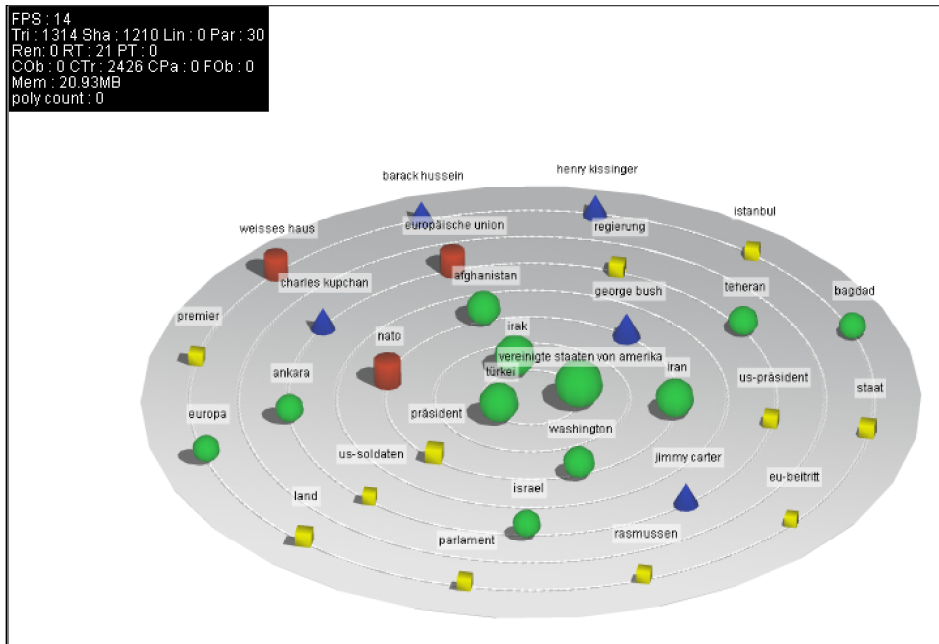 FPS : 14
Tri : 1314 Sha : 1210 Lin : 0 Par : 30
Ren: 0 RT : 21 PT : 0
COb : 0 CTr : 2426 CPa : 0 FOb : 0
Mem : 20.93MB
poly count : 0
henry kissinger
barack hussein
istanbul
europäische union
regierung
weisses haus
afghanistan
charles kupchan
teneran
george bush
bagdad
premier
irak
nato
vereinigte staaten von amerika
iran
ankara
türkei
us-präsident
staat
europa
präsident
washington
us-soldaten
jimmy carter
eu-beitritt
israel
land
rasmussen
parlament